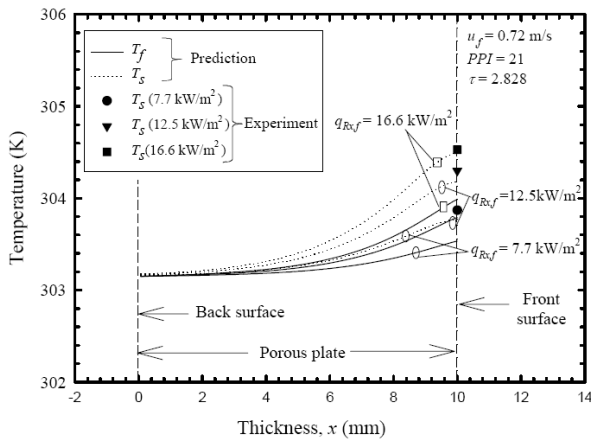 306
305
304
303
302
Temperature (K)
T_f
T_s
Prediction
T_s (7.7 kW/m²)
T_s (12.5 kW/m²)
T_s(16.6 kW/m²)
Experiment
u_f = 0.72 m/s
PPI = 21
τ = 2.828
q_Rx,f = 16.6 kW/m²
q_Rx,f =12.5kW/m²
q_Rx,f = 7.7 kW/m²
Back surface
Front
surface
Porous plate
-2 0 2 4 6 8 10 12 14
Thickness, x (mm)